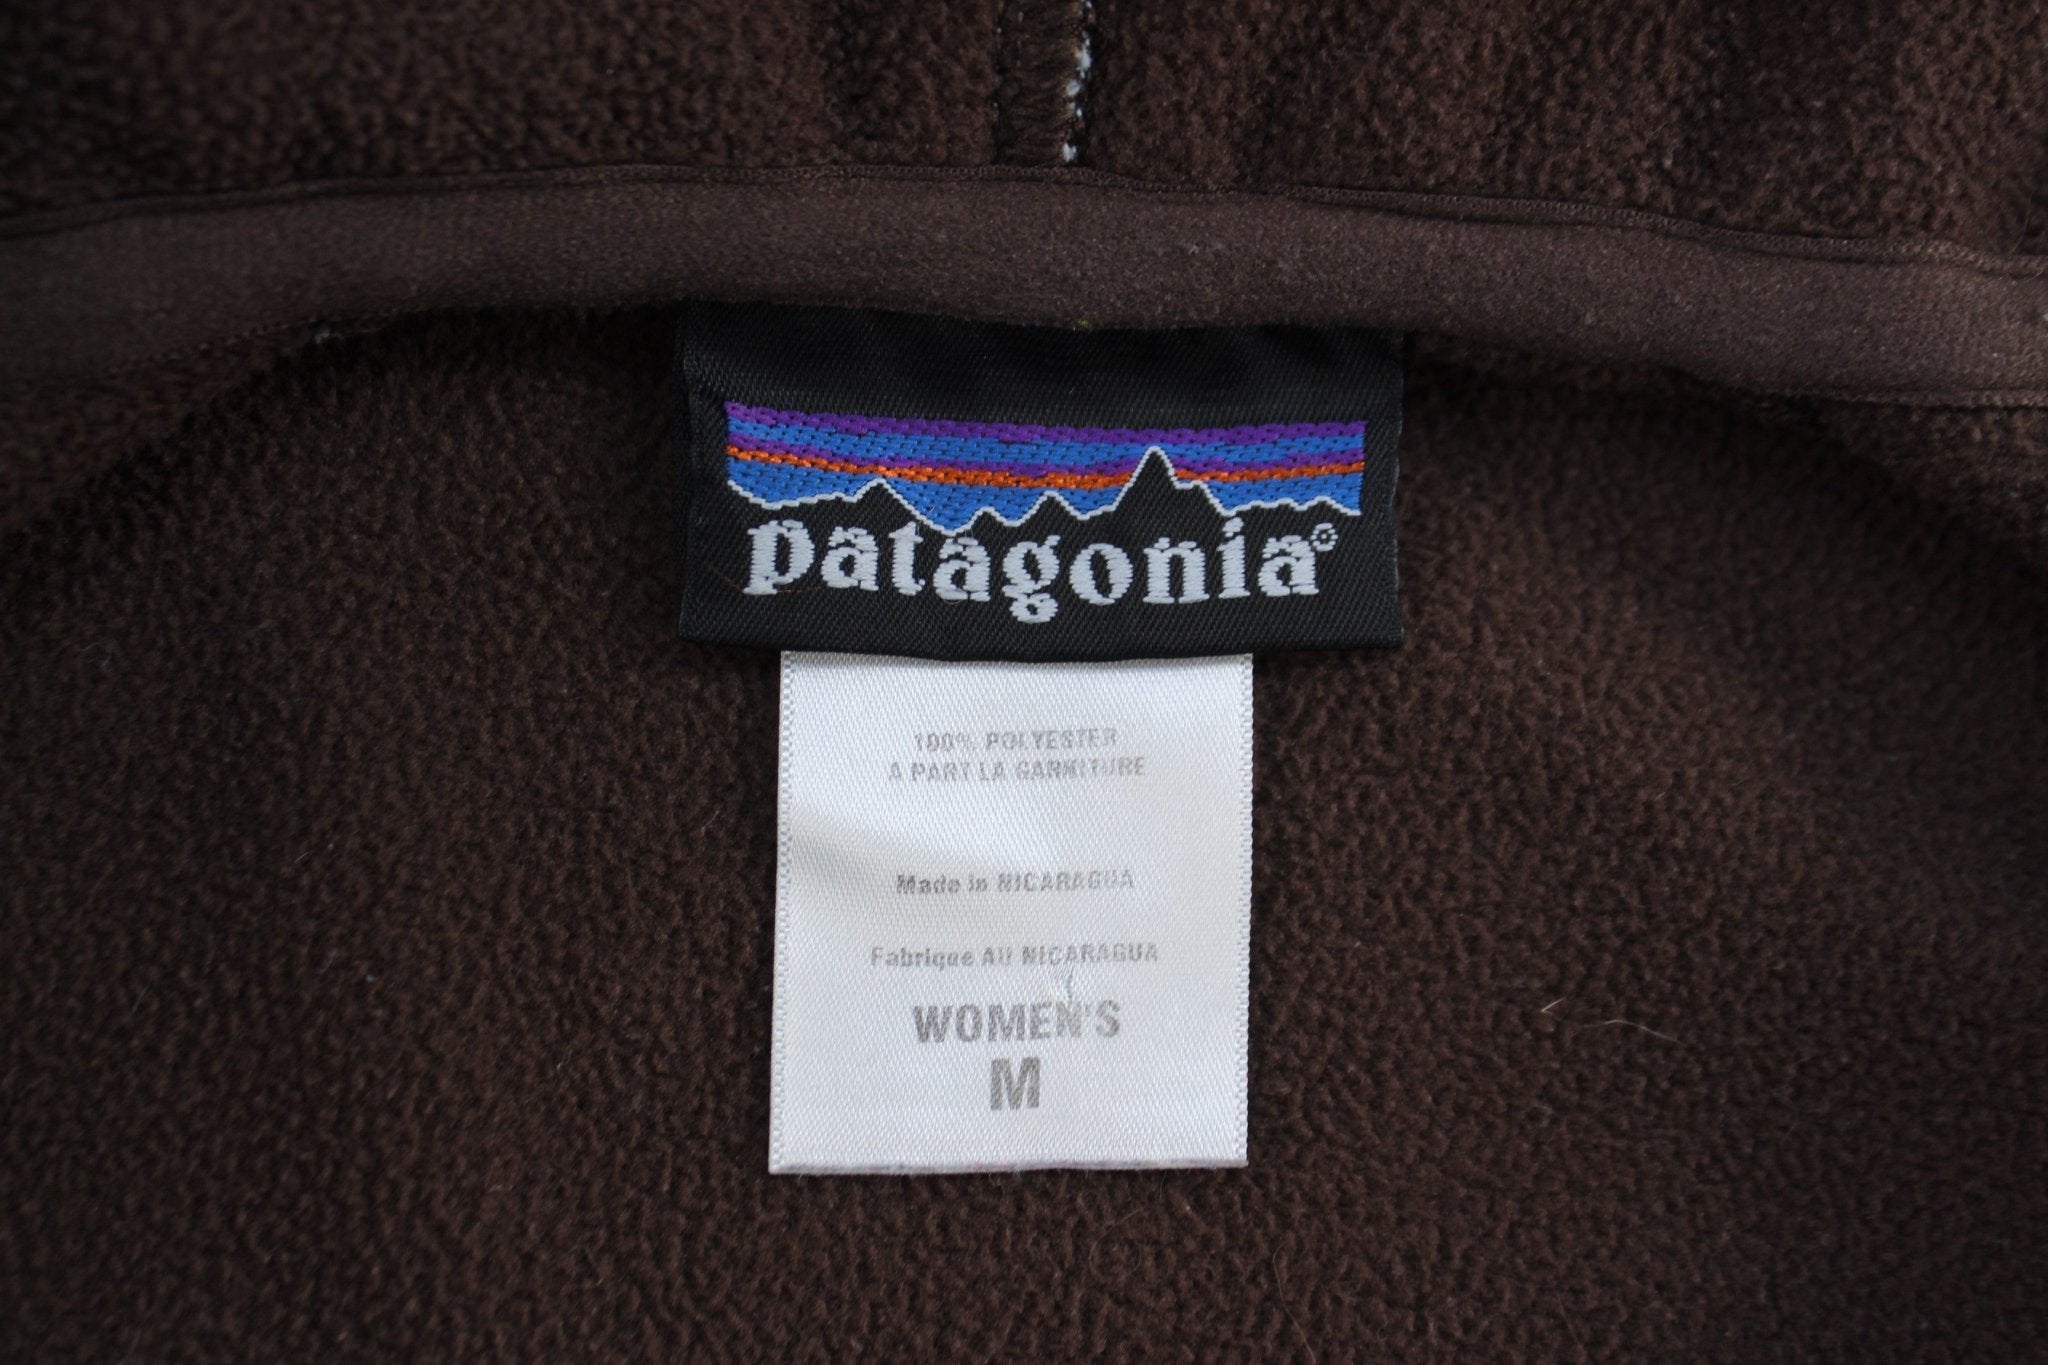 patagonia®
100% POLYESTER
A PART LA GARNITURE
Made in NICARAGUA
Fabrique AU NICARAGUA
WOMEN'S
M